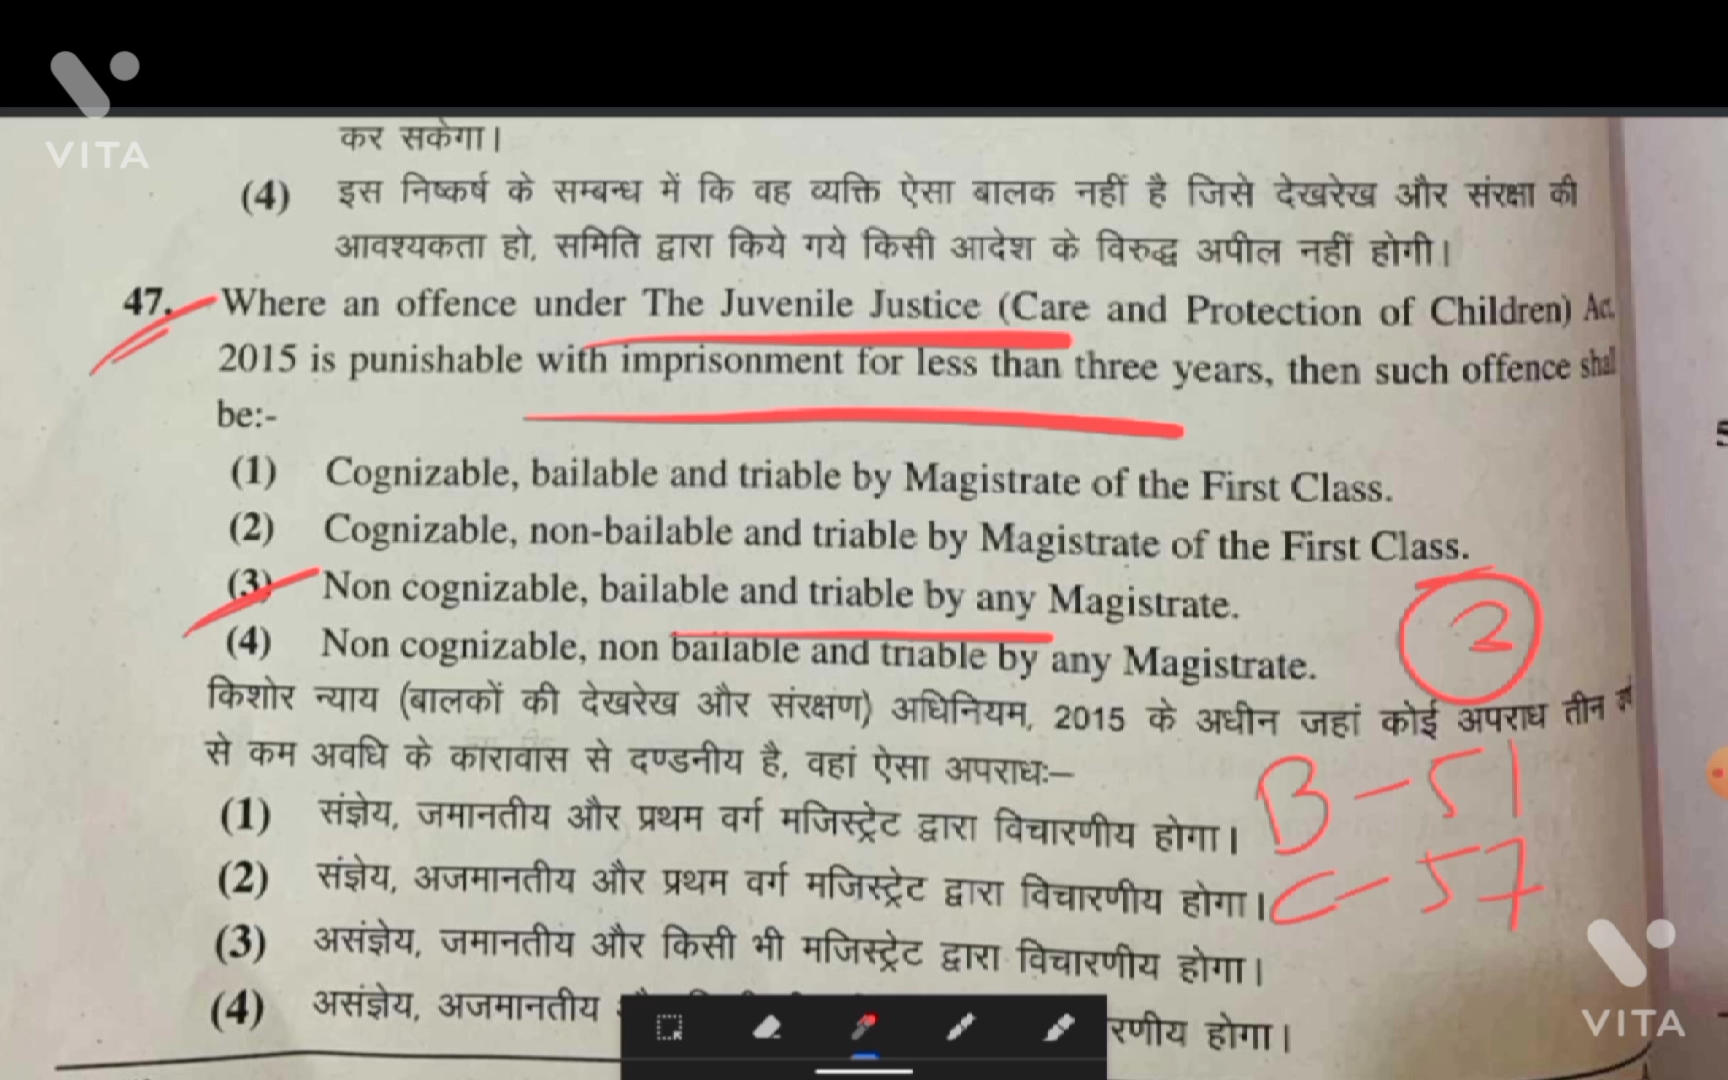 VITA
कर सकेगा।
(4) इस निष्कर्ष के सम्बन्ध में कि वह व्यक्ति ऐसा बालक नहीं है जिसे देखरेख और संरक्षा की
आवश्यकता हो, समिति द्वारा किये गये किसी आदेश के विरुद्ध अपील नहीं होगी।
47. Where an offence under The Juvenile Justice (Care and Protection of Children) Act
2015 is punishable with imprisonment for less than three years, then such offence shall
be:-
(1) Cognizable, bailable and triable by Magistrate of the First Class.
(2) Cognizable, non-bailable and triable by Magistrate of the First Class.
(3) Non cognizable, bailable and triable by any Magistrate.
2
(4) Non cognizable, non bailable and triable by any Magistrate.
किशोर न्याय (बालकों की देखरेख और संरक्षण) अधिनियम, 2015 के अधीन जहां कोई अपराध तीन
से कम अवधि के कारावास से दण्डनीय है, वहां ऐसा अपराधः–
B-51
(1) संज्ञेय, जमानतीय और प्रथम वर्ग मजिस्ट्रेट द्वारा विचारणीय होगा।
(2) संज्ञेय, अजमानतीय और प्रथम वर्ग मजिस्ट्रेट द्वारा विचारणीय होगा।
C-57
(3) असंज्ञेय, जमानतीय और किसी भी मजिस्ट्रेट द्वारा विचारणीय होगा।
(4) असंज्ञेय, अजमानतीय रणीय होगा।
VITA